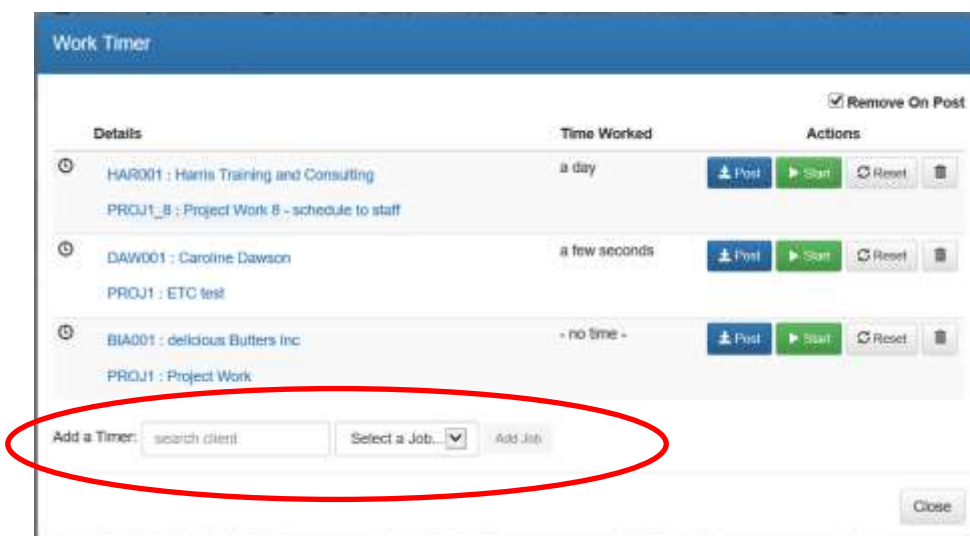 Work Timer
Remove On Post
Details Time Worked Actions
HAR001 : Harris Training and Consulting a day Post Start Reset
PROJ1_8 : Project Work 8 - schedule to staff
DAW001 : Caroline Dawson a few seconds Post Start Reset
PROJ1 : ETC test
BIA001 : delicious Butters Inc - no time - Post Start Reset
PROJ1 : Project Work
Add a Timer: search client Select a Job... Add Job
Close